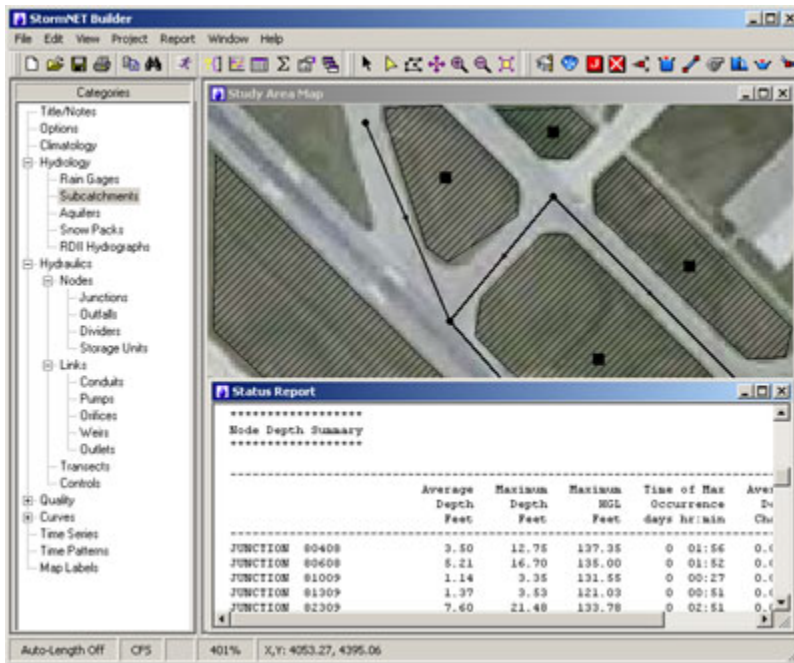 StormNET Builder
File Edit View Project Report Window Help
Categories
Title/Notes
Options
Climatology
Hydrology
Rain Gages
Subcatchments
Aquifers
Snow Packs
RDII Hydrographs
Hydraulics
Nodes
Junctions
Outfalls
Dividers
Storage Units
Links
Conduits
Pumps
Orifices
Weirs
Outlets
Transects
Controls
Quality
Curves
Time Series
Time Patterns
Map Labels
Study Area Map
Status Report
******************
Node Depth Summary
******************
Average Maximum Maximum Time of Max
Depth Depth HGL Occurrence
Feet Feet Feet days hr:min
JUNCTION 80408 3.50 12.75 137.35 0 01:56
JUNCTION 80608 5.21 16.70 135.00 0 01:52
JUNCTION 81009 1.14 3.35 131.55 0 00:27
JUNCTION 81309 1.37 3.53 121.03 0 00:51
JUNCTION 82309 7.60 21.48 133.78 0 02:51
Auto-Length Off CFS 401% X,Y: 4053.27, 4395.06